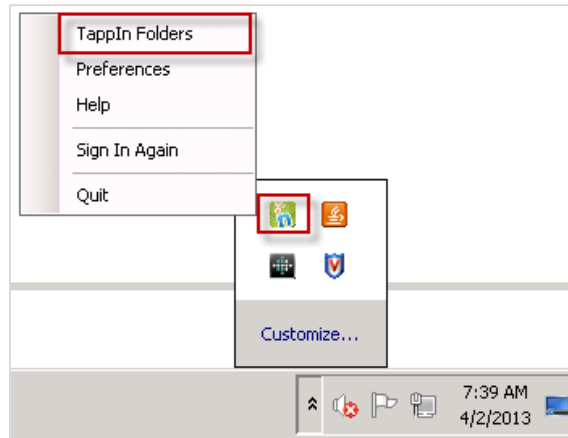 TappIn Folders
Preferences
Help
Sign In Again
Quit
Customize...
7:39 AM
4/2/2013